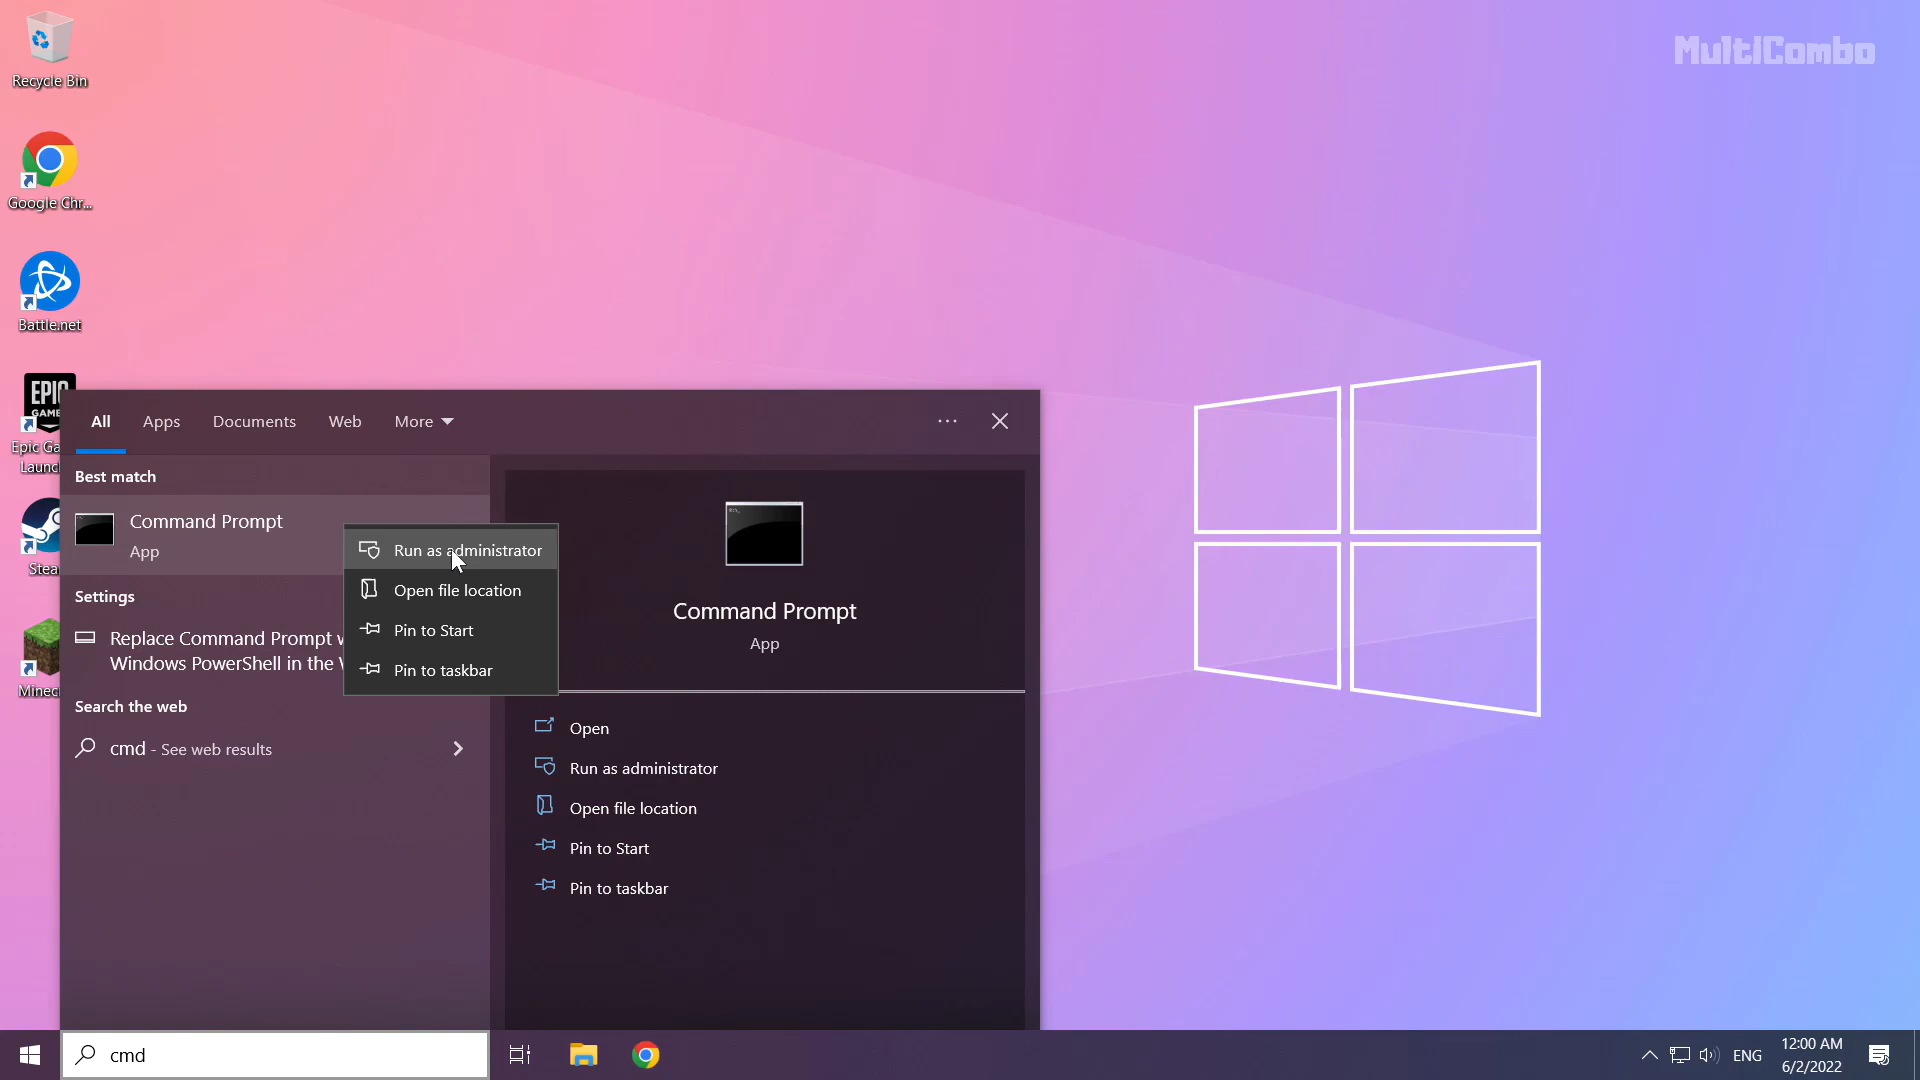 MultiCombo
Recycle Bin
Google Chr...
Battle.net
EPIC
GAME
Epic Ga
Launc
Stea
Minec
All
Apps
Documents
Web
More
Best match
Command Prompt
App
Settings
Replace Command Prompt w
Windows PowerShell in the
Search the web
cmd - See web results
Run as administrator
Open file location
Pin to Start
Pin to taskbar
Command Prompt
App
Open
Run as administrator
Open file location
Pin to Start
Pin to taskbar
cmd
ENG
12:00 AM
6/2/2022